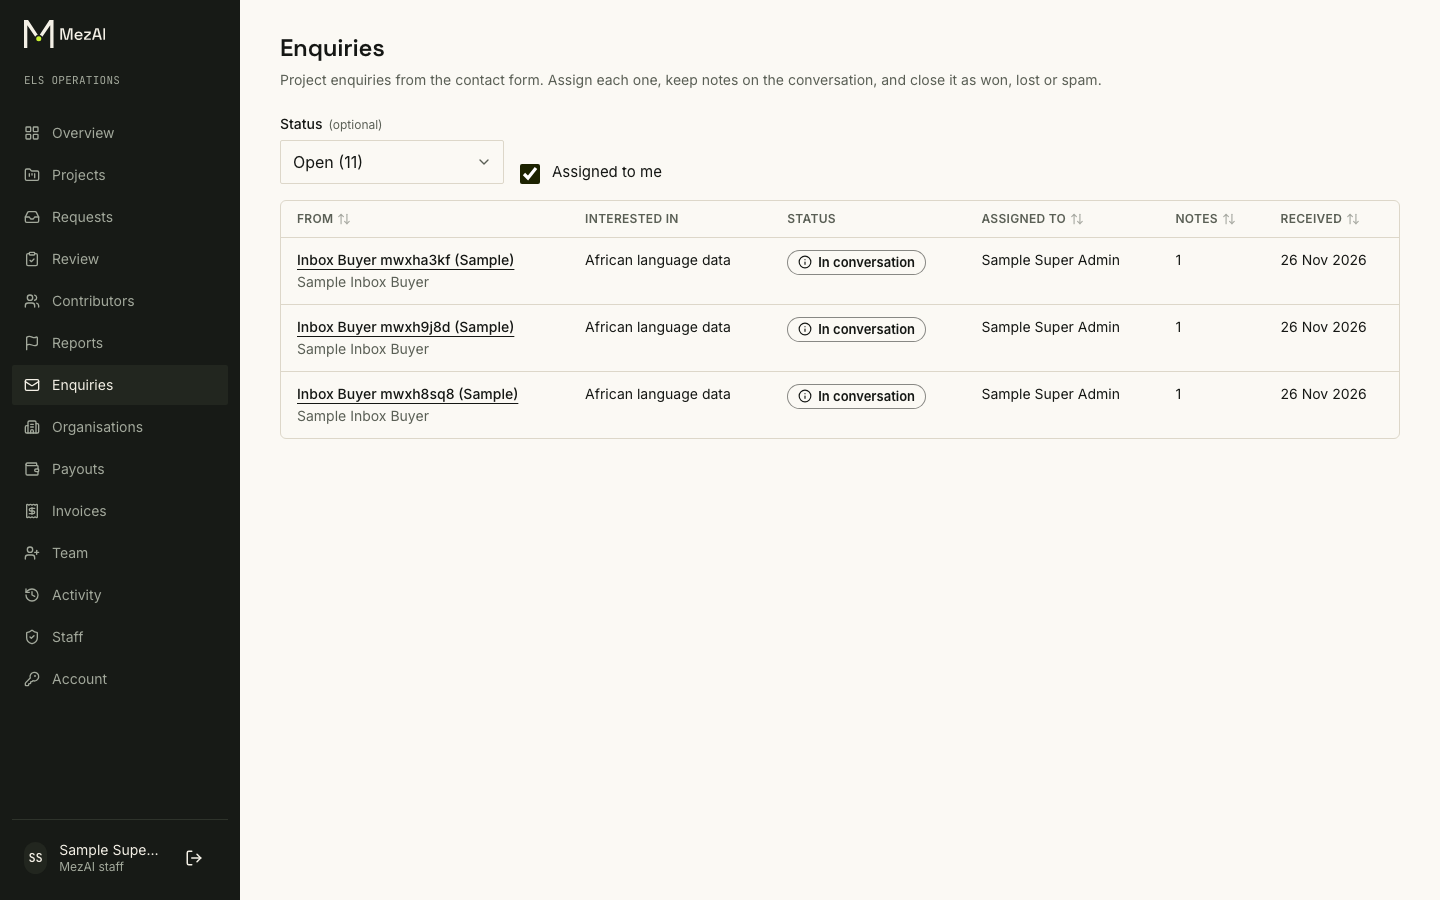 MezAI
ELS OPERATIONS
Overview
Projects
Requests
Review
Contributors
Reports
Enquiries
Organisations
Payouts
Invoices
Team
Activity
Staff
Account
SS
Sample Supe...
MezAI staff
Enquiries
Project enquiries from the contact form. Assign each one, keep notes on the conversation, and close it as won, lost or spam.
Status (optional)
Open (11)
Assigned to me
FROM INTERESTED IN STATUS ASSIGNED TO NOTES RECEIVED
Inbox Buyer mwxha3kf (Sample) African language data In conversation Sample Super Admin 1 26 Nov 2026
Sample Inbox Buyer
Inbox Buyer mwxh9j8d (Sample) African language data In conversation Sample Super Admin 1 26 Nov 2026
Sample Inbox Buyer
Inbox Buyer mwxh8sq8 (Sample) African language data In conversation Sample Super Admin 1 26 Nov 2026
Sample Inbox Buyer